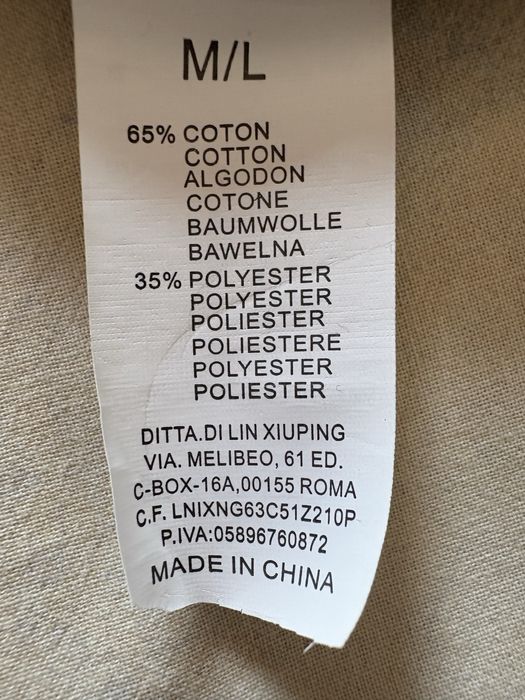 M/L
65% COTON
COTTON
ALGODON
COTONE
BAUMWOLLE
BAWELNA
35% POLYESTER
POLYESTER
POLIESTER
POLIESTERE
POLYESTER
POLIESTER
DITTA.DI LIN XIUPING
VIA. MELIBEO, 61 ED.
C-BOX-16A,00155 ROMA
C.F. LNIXNG63C51Z210P
P.IVA:05896760872
MADE IN CHINA